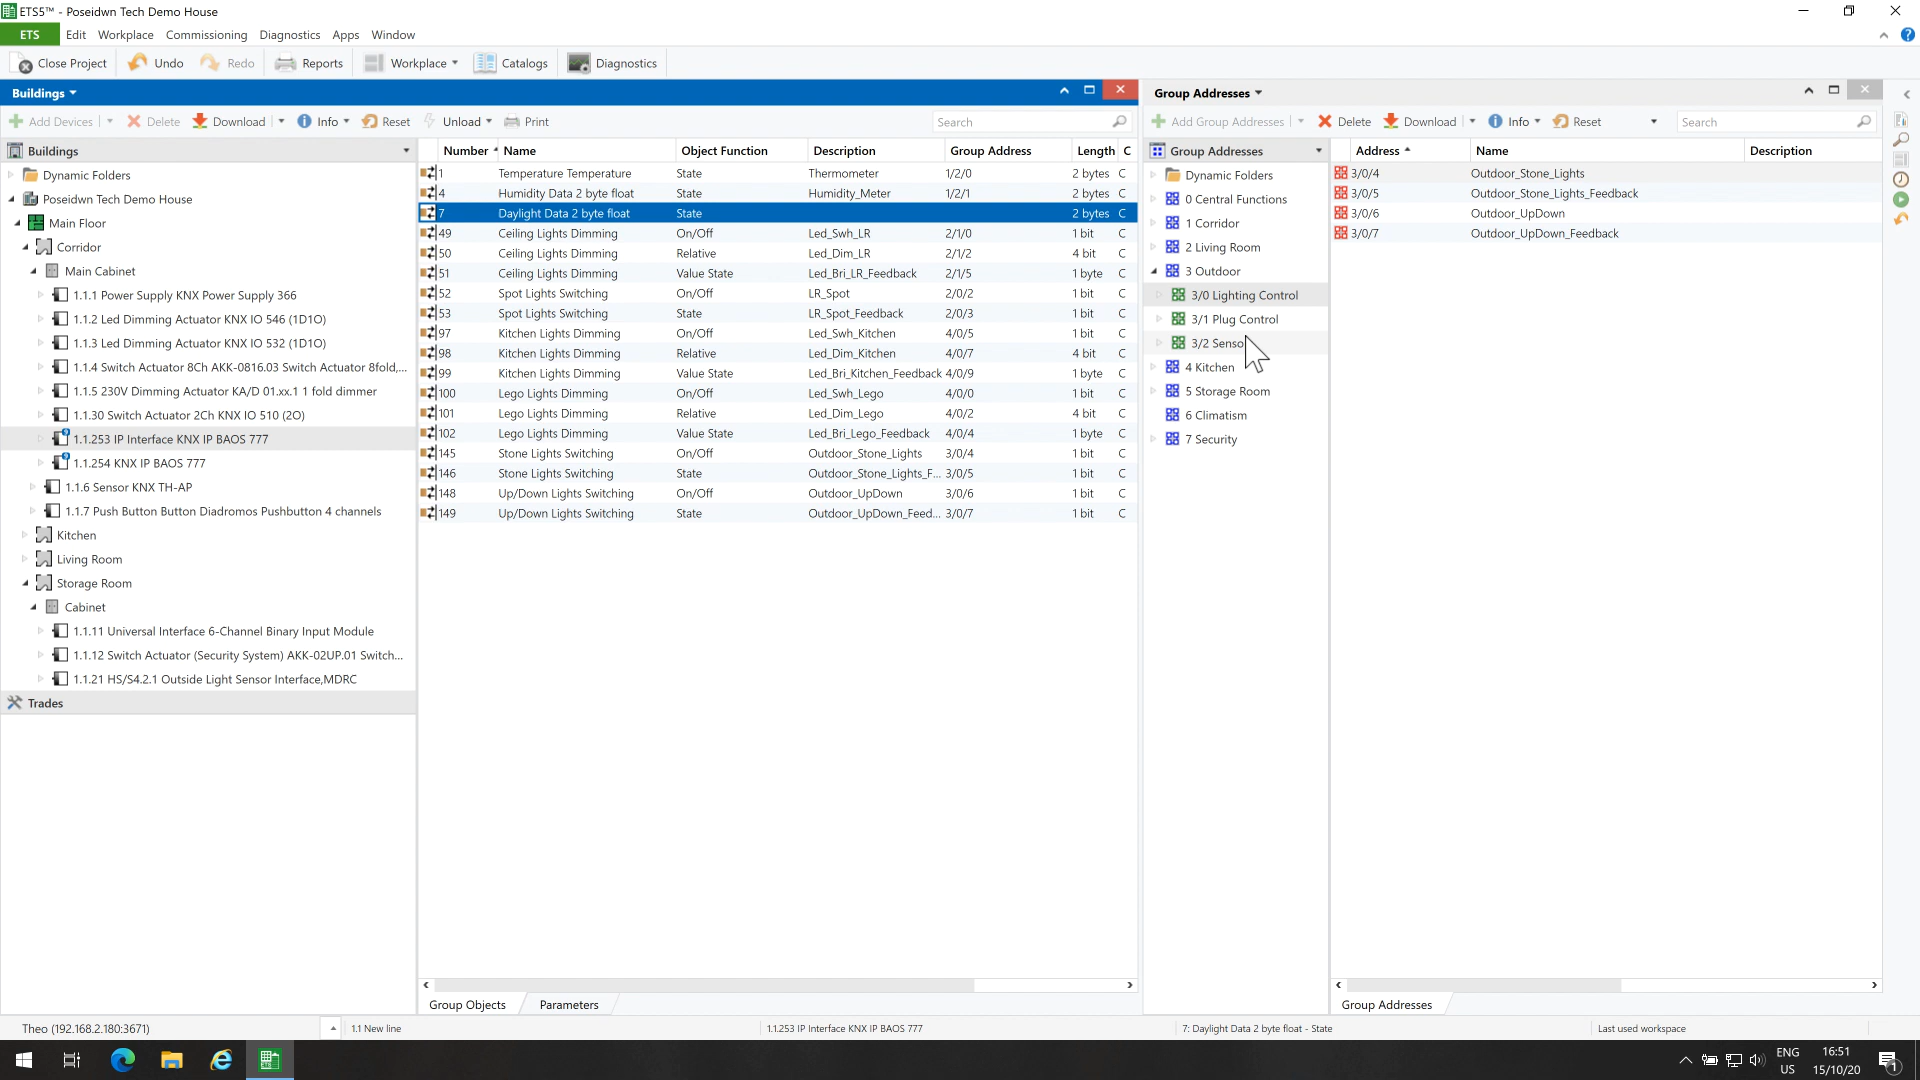 ETS5™ - Poseidwn Tech Demo House
ETS Edit Workplace Commissioning Diagnostics Apps Window
Close Project Undo Redo Reports Workplace Catalogs Diagnostics
Buildings
Add Devices Delete Download Info Reset Unload Print Search
Buildings
Dynamic Folders
Poseidwn Tech Demo House
Main Floor
Corridor
Main Cabinet
1.1.1 Power Supply KNX Power Supply 366
1.1.2 Led Dimming Actuator KNX IO 546 (1D1O)
1.1.3 Led Dimming Actuator KNX IO 532 (1D1O)
1.1.4 Switch Actuator 8Ch AKK-0816.03 Switch Actuator 8fold,...
1.1.5 230V Dimming Actuator KA/D 01.xx.1 1 fold dimmer
1.1.30 Switch Actuator 2Ch KNX IO 510 (2O)
1.1.253 IP Interface KNX IP BAOS 777
1.1.254 KNX IP BAOS 777
1.1.6 Sensor KNX TH-AP
1.1.7 Push Button Button Diadromos Pushbutton 4 channels
Kitchen
Living Room
Storage Room
Cabinet
1.1.11 Universal Interface 6-Channel Binary Input Module
1.1.12 Switch Actuator (Security System) AKK-02UP.01 Switch...
1.1.21 HS/S4.2.1 Outside Light Sensor Interface,MDRC
Trades
Number Name Object Function Description Group Address Length C
1 Temperature Temperature State Thermometer 1/2/0 2 bytes C
4 Humidity Data 2 byte float State Humidity_Meter 1/2/1 2 bytes C
7 Daylight Data 2 byte float State 2 bytes C
49 Ceiling Lights Dimming On/Off Led_Swh_LR 2/1/0 1 bit C
50 Ceiling Lights Dimming Relative Led_Dim_LR 2/1/2 4 bit C
51 Ceiling Lights Dimming Value State Led_Bri_LR_Feedback 2/1/5 1 byte C
52 Spot Lights Switching On/Off LR_Spot 2/0/2 1 bit C
53 Spot Lights Switching State LR_Spot_Feedback 2/0/3 1 bit C
97 Kitchen Lights Dimming On/Off Led_Swh_Kitchen 4/0/5 1 bit C
98 Kitchen Lights Dimming Relative Led_Dim_Kitchen 4/0/7 4 bit C
99 Kitchen Lights Dimming Value State Led_Bri_Kitchen_Feedback 4/0/9 1 byte C
100 Lego Lights Dimming On/Off Led_Swh_Lego 4/0/0 1 bit C
101 Lego Lights Dimming Relative Led_Dim_Lego 4/0/2 4 bit C
102 Lego Lights Dimming Value State Led_Bri_Lego_Feedback 4/0/4 1 byte C
145 Stone Lights Switching On/Off Outdoor_Stone_Lights 3/0/4 1 bit C
146 Stone Lights Switching State Outdoor_Stone_Lights_F... 3/0/5 1 bit C
148 Up/Down Lights Switching On/Off Outdoor_UpDown 3/0/6 1 bit C
149 Up/Down Lights Switching State Outdoor_UpDown_Feed... 3/0/7 1 bit C
Group Objects Parameters
Group Addresses
Add Group Addresses Delete Download Info Reset Search
Group Addresses
Dynamic Folders
0 Central Functions
1 Corridor
2 Living Room
3 Outdoor
3/0 Lighting Control
3/1 Plug Control
3/2 Senso
4 Kitchen
5 Storage Room
6 Climatism
7 Security
Address Name Description
3/0/4 Outdoor_Stone_Lights
3/0/5 Outdoor_Stone_Lights_Feedback
3/0/6 Outdoor_UpDown
3/0/7 Outdoor_UpDown_Feedback
Group Addresses
Theo (192.168.2.180:3671) 1.1 New line 1.1.253 IP Interface KNX IP BAOS 777 7: Daylight Data 2 byte float - State Last used workspace
ENG
US
16:51
15/10/20
1